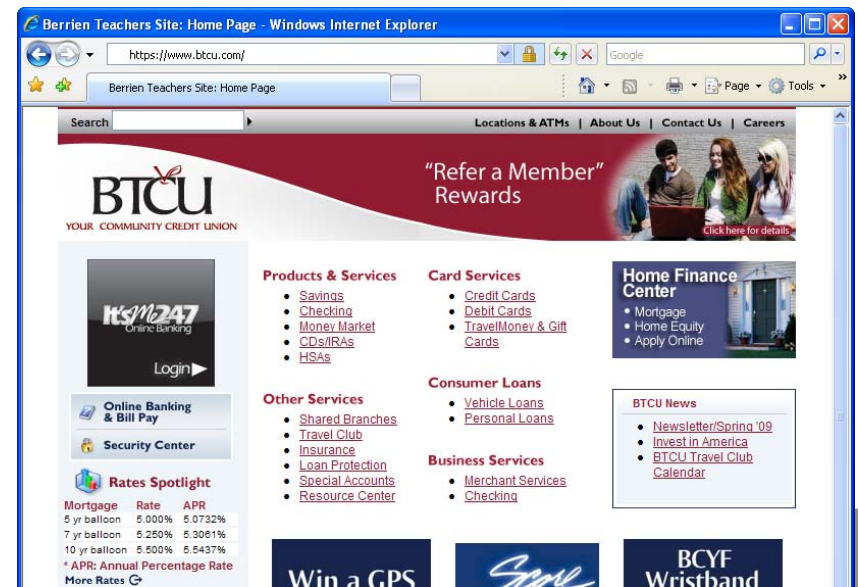 Berrien Teachers Site: Home Page - Windows Internet Explorer
https://www.btcu.com/
Google
Berrien Teachers Site: Home Page
Page
Tools
Search
Locations & ATMs | About Us | Contact Us | Careers
BTCU
YOUR COMMUNITY CREDIT UNION
"Refer a Member"
Rewards
Click here for details
It'sMe247
Online Banking
Login
Online Banking
& Bill Pay
Security Center
Rates Spotlight
Mortgage Rate APR
5 yr balloon 5.000% 5.0732%
7 yr balloon 5.250% 5.3061%
10 yr balloon 5.500% 5.5437%
* APR: Annual Percentage Rate
More Rates
Products & Services
Savings
Checking
Money Market
CDs/IRAs
HSAs
Other Services
Shared Branches
Travel Club
Insurance
Loan Protection
Special Accounts
Resource Center
Card Services
Credit Cards
Debit Cards
TravelMoney & Gift
Cards
Consumer Loans
Vehicle Loans
Personal Loans
Business Services
Merchant Services
Checking
Home Finance
Center
• Mortgage
• Home Equity
• Apply Online
BTCU News
Newsletter/Spring '09
Invest in America
BTCU Travel Club
Calendar
Win a GPS
Score
BCYF
Wristband